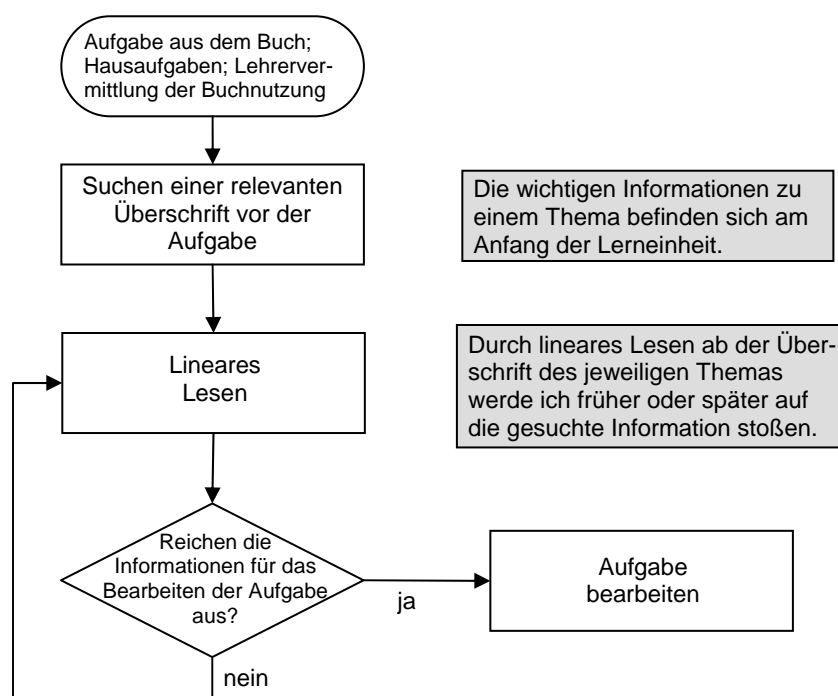 Aufgabe aus dem Buch;
Hausaufgaben; Lehrerver-
mittlung der Buchnutzung
Suchen einer relevanten
Überschrift vor der
Aufgabe
Die wichtigen Informationen zu
einem Thema befinden sich am
Anfang der Lerneinheit.
Lineares
Lesen
Durch lineares Lesen ab der Über-
schrift des jeweiligen Themas
werde ich früher oder später auf
die gesuchte Information stoßen.
Reichen die
Informationen für das
Bearbeiten der Aufgabe
aus?
ja
Aufgabe
bearbeiten
nein